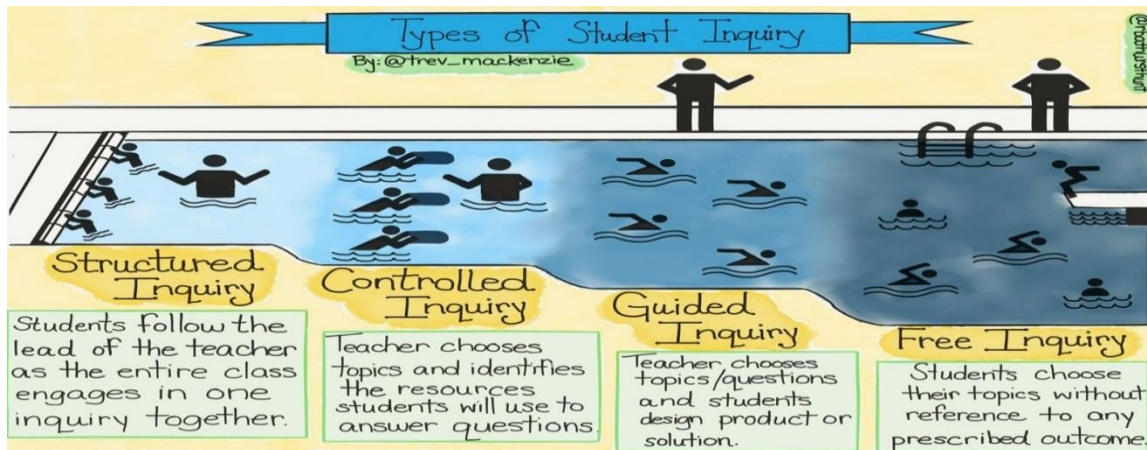 Types of Student Inquiry
By: @trev_mackenzie
Structured
Inquiry
Students follow the
lead of the teacher
as the entire class
engages in one
inquiry together.
Controlled
Inquiry
Teacher chooses
topics and identifies
the resources
students will use to
answer questions.
Guided
Inquiry
Teacher chooses
topics/questions
and students
design product or
solution.
Free Inquiry
Students choose
their topics without
reference to any
prescribed outcome.